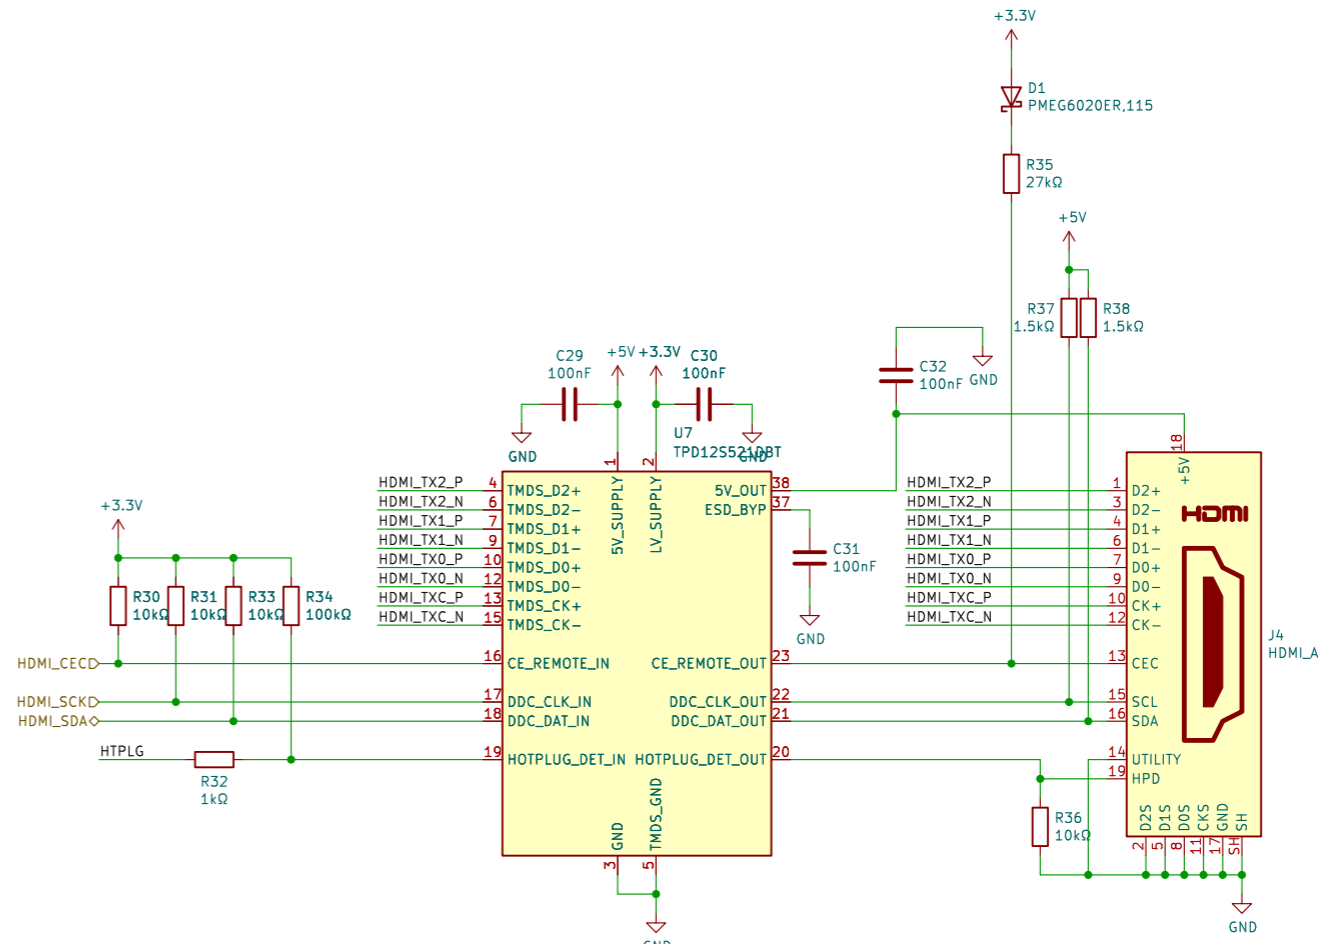 +3.3V
D1
PMEG6020ER,115
R35
27kΩ
+5V
R37
1.5kΩ
R38
1.5kΩ
C29
100nF
+5V
+3.3V
C30
100nF
C32
100nF
GND
GND
GND
U7
TPD12S521DBT
1
2
18
5V_SUPPLY
LV_SUPPLY
+5V
HDMI_TX2_P
4
TMDS_D2+
5V_OUT
38
HDMI_TX2_P
1
D2+
HDMI_TX2_N
6
TMDS_D2-
ESD_BYP
37
HDMI_TX2_N
3
D2-
HDMI_TX1_P
7
TMDS_D1+
HDMI_TX1_P
4
D1+
HDMI_TX1_N
9
TMDS_D1-
HDMI_TX1_N
6
D1-
HDMI_TX0_P
10
TMDS_D0+
HDMI_TX0_P
7
D0+
HDMI_TX0_N
12
TMDS_D0-
HDMI_TX0_N
9
D0-
HDMI_TXC_P
13
TMDS_CK+
HDMI_TXC_P
10
CK+
HDMI_TXC_N
15
TMDS_CK-
HDMI_TXC_N
12
CK-
HDMI
C31
100nF
GND
+3.3V
R30
10kΩ
R31
10kΩ
R33
10kΩ
R34
100kΩ
J4
HDMI_A
HDMI_CEC
16
CE_REMOTE_IN
CE_REMOTE_OUT
23
13
CEC
HDMI_SCK
17
DDC_CLK_IN
DDC_CLK_OUT
22
15
SCL
HDMI_SDA
18
DDC_DAT_IN
DDC_DAT_OUT
21
16
SDA
HTPLG
19
HOTPLUG_DET_IN
HOTPLUG_DET_OUT
20
14
UTILITY
19
HPD
R32
1kΩ
R36
10kΩ
GND
TMDS_GND
D2S
D1S
D0S
CKS
GND
SH
3
5
2
5
8
11
17
SH
GND
GND